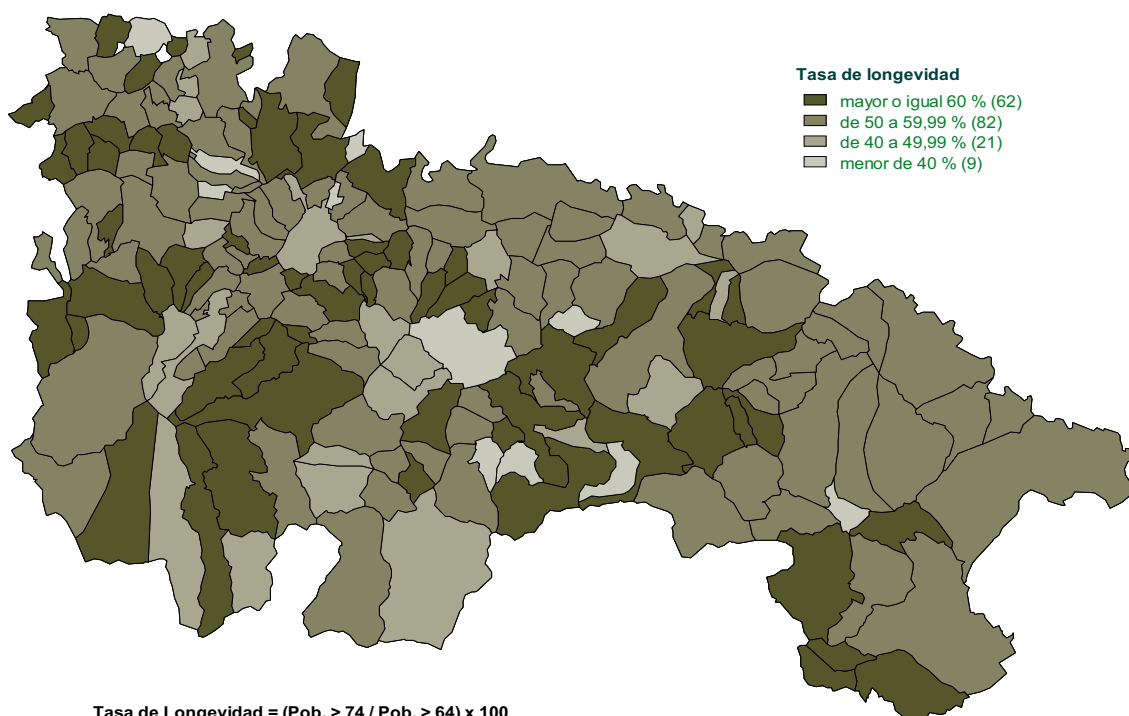 Tasa de longevidad
mayor o igual 60 % (62)
de 50 a 59,99 % (82)
de 40 a 49,99 % (21)
menor de 40 % (9)
Tasa de Longevidad = (Pob. > 74 / Pob. > 64) x 100